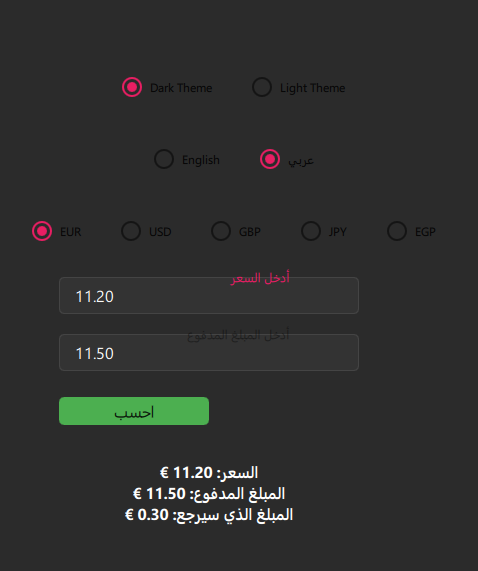 Dark Theme Light Theme
English عربي
EUR USD GBP JPY EGP
أدخل السعر
11.20
أدخل المبلغ المدفوع
11.50
احسب
السعر: 11.20 €
المبلغ المدفوع: 11.50 €
المبلغ الذي سيرجع: 0.30 €